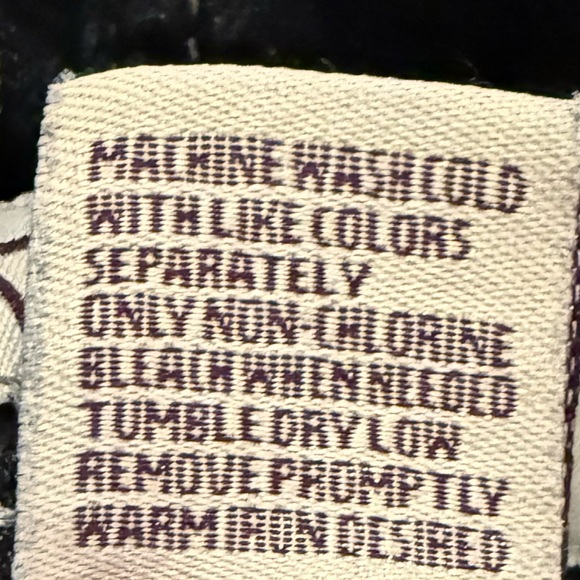 MACHINE WASH COLD
WITH LIKE COLORS
SEPARATELY
ONLY NON-CHLORINE
BLEACH WHEN NEEDED
TUMBLE DRY LOW
REMOVE PROMPTLY
WARM IRON DESIRED